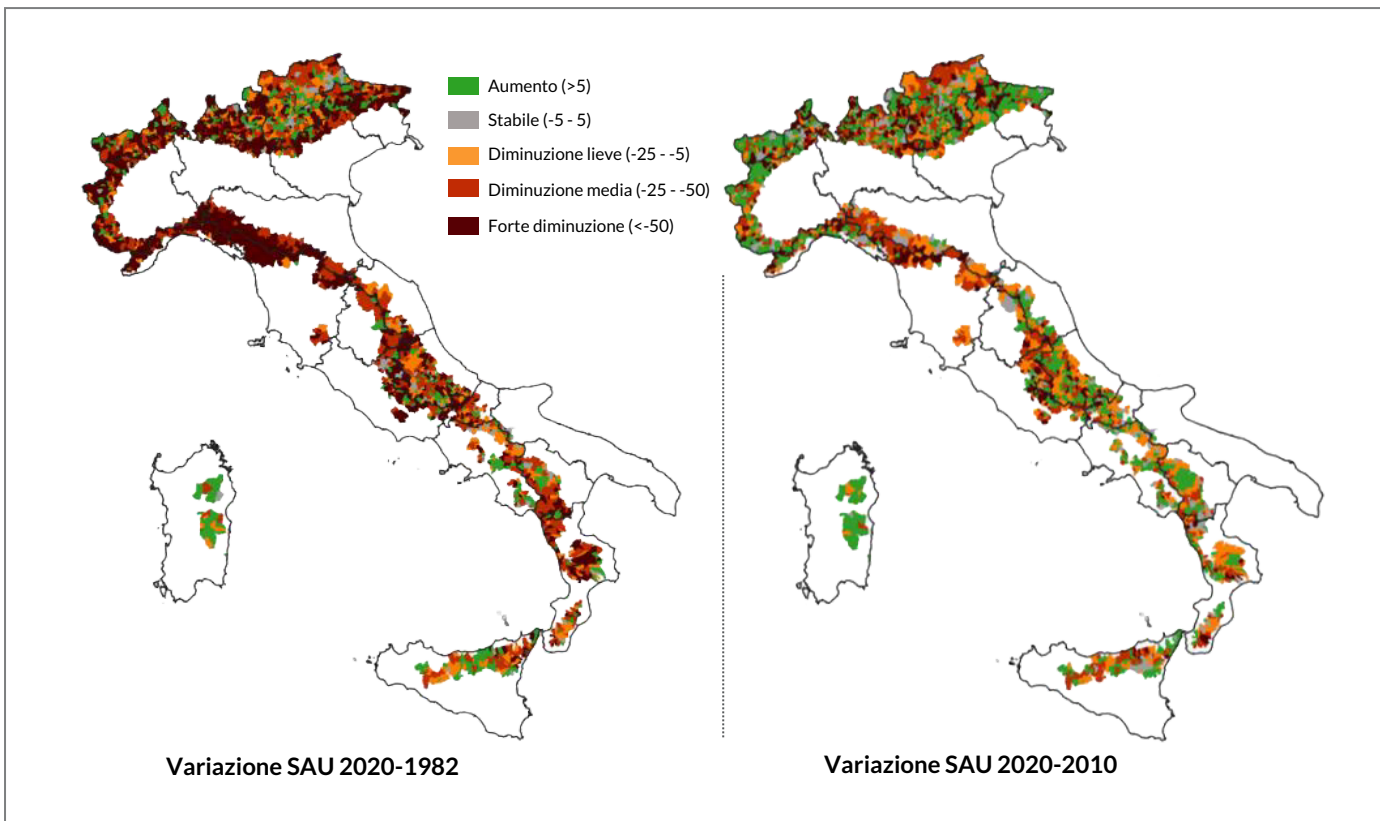 Aumento (>5)
Stabile (-5 - 5)
Diminuzione lieve (-25 - -5)
Diminuzione media (-25 - -50)
Forte diminuzione (<-50)
Variazione SAU 2020-1982
Variazione SAU 2020-2010